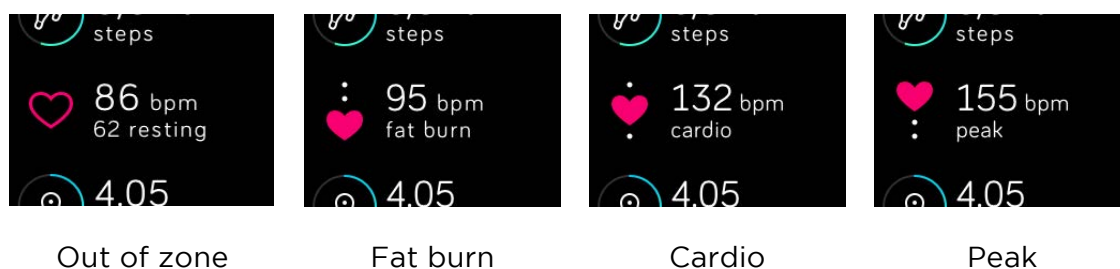 steps
86 bpm
62 resting
4.05
Out of zone
steps
95 bpm
fat burn
4.05
Fat burn
steps
132 bpm
cardio
4.05
Cardio
steps
155 bpm
peak
4.05
Peak